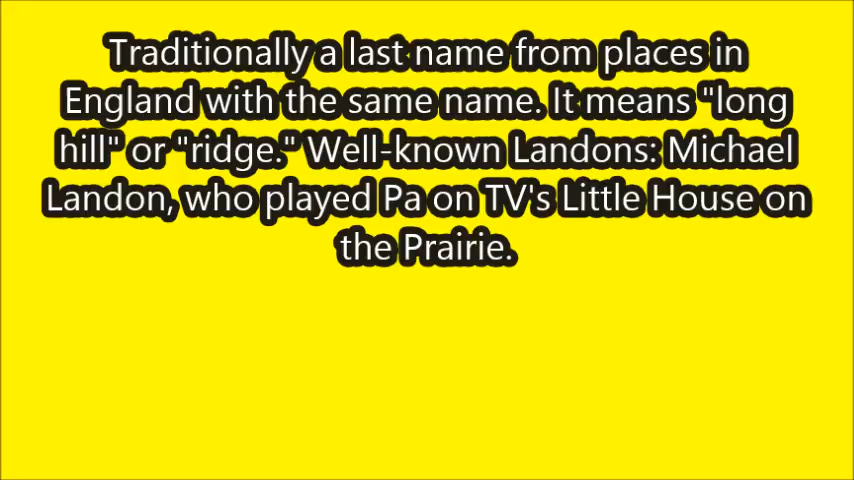 Traditionally a last name from places in
England with the same name. It means "long
hill" or "ridge." Well-known Landons: Michael
Landon, who played Pa on TV's Little House on
the Prairie.